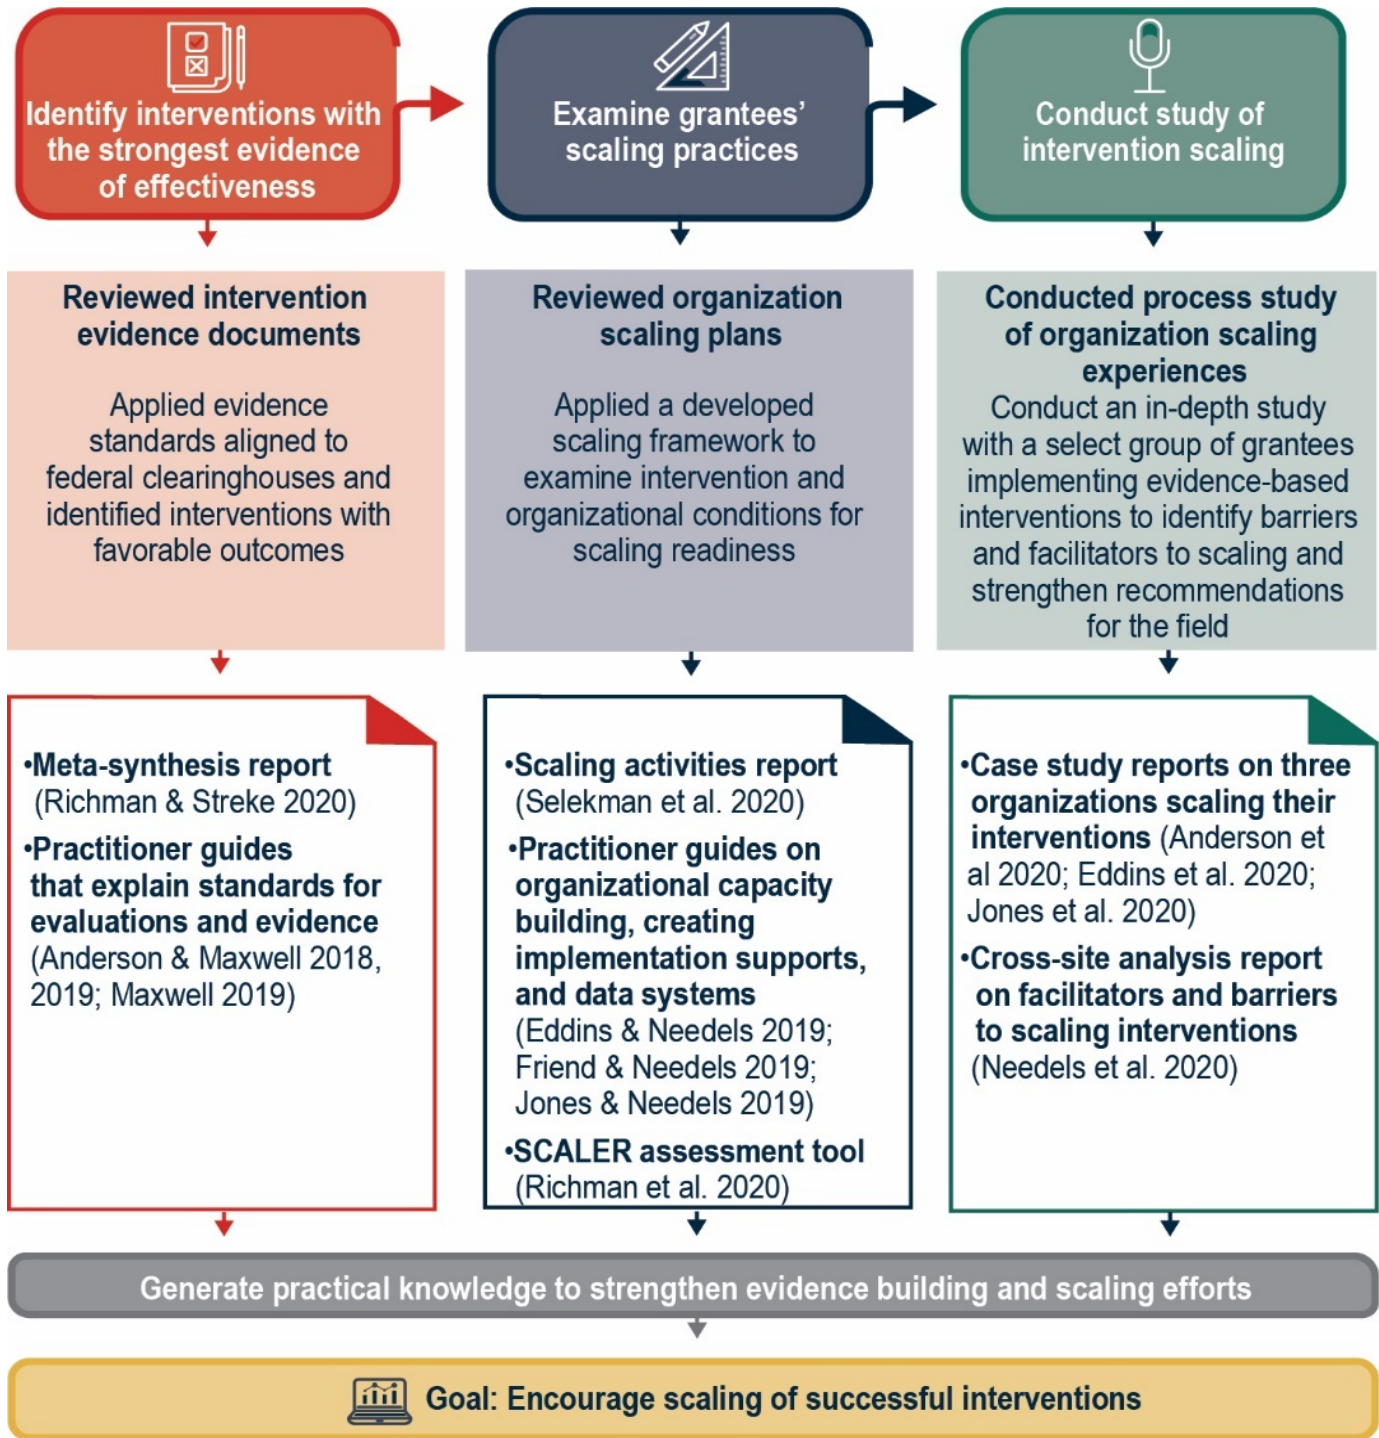 Identify interventions with
the strongest evidence
of effectiveness
Examine grantees’
scaling practices
Conduct study of
intervention scaling
Reviewed intervention
evidence documents
Applied evidence
standards aligned to
federal clearinghouses and
identified interventions with
favorable outcomes
Reviewed organization
scaling plans
Applied a developed
scaling framework to
examine intervention and
organizational conditions for
scaling readiness
Conducted process study
of organization scaling
experiences
Conduct an in-depth study
with a select group of grantees
implementing evidence-based
interventions to identify barriers
and facilitators to scaling and
strengthen recommendations
for the field
•Meta-synthesis report
(Richman & Streke 2020)
•Practitioner guides
that explain standards for
evaluations and evidence
(Anderson & Maxwell 2018,
2019; Maxwell 2019)
•Scaling activities report
(Selekman et al. 2020)
•Practitioner guides on
organizational capacity
building, creating
implementation supports,
and data systems
(Eddins & Needels 2019;
Friend & Needels 2019;
Jones & Needels 2019)
•SCALER assessment tool
(Richman et al. 2020)
•Case study reports on three
organizations scaling their
interventions (Anderson et
al 2020; Eddins et al. 2020;
Jones et al. 2020)
•Cross-site analysis report
on facilitators and barriers
to scaling interventions
(Needels et al. 2020)
Generate practical knowledge to strengthen evidence building and scaling efforts
Goal: Encourage scaling of successful interventions